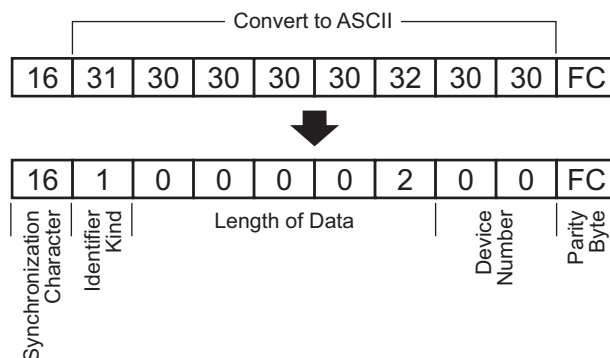 Convert to ASCII
16 31 30 30 30 30 32 30 30 FC
16 1 0 0 0 0 2 0 0 FC
Synchronization
Character
Identifier
Kind
Length of Data
Device
Number
Parity
Byte